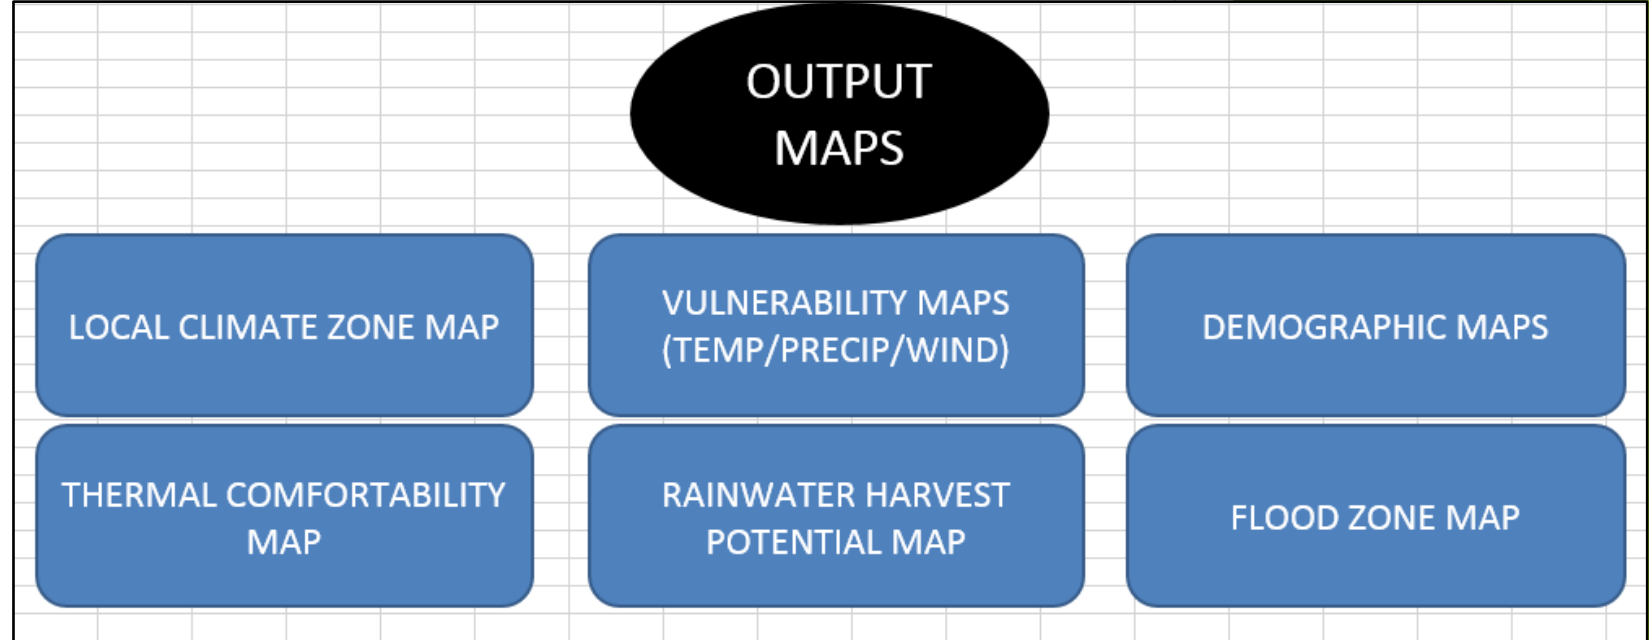 OUTPUT
MAPS
LOCAL CLIMATE ZONE MAP
VULNERABILITY MAPS
(TEMP/PRECIP/WIND)
DEMOGRAPHIC MAPS
THERMAL COMFORTABILITY
MAP
RAINWATER HARVEST
POTENTIAL MAP
FLOOD ZONE MAP